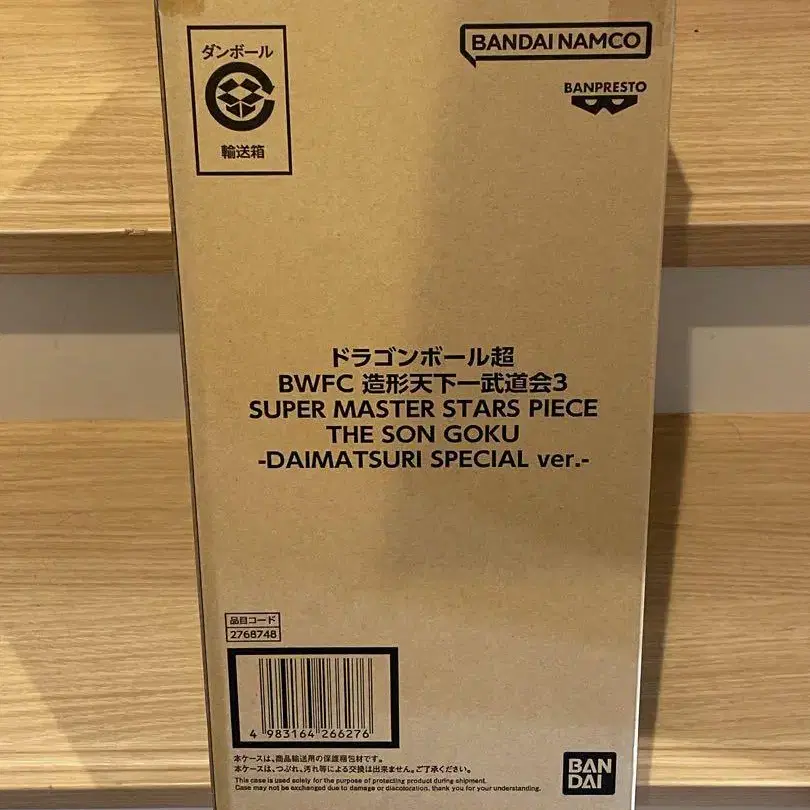 ダンボール
輸送箱
BANDAI NAMCO
BANPRESTO
ドラゴンボール超
BWFC 造形天下一武道会3
SUPER MASTER STARS PIECE
THE SON GOKU
-DAIMATSURI SPECIAL ver.-
品目コード
2768748
4 983164 266276
本ケースは、商品輸送用の保護梱包材です。
本ケースは、つぶれ、汚れ等による交換は出来ません。ご了承ください。
This case is used solely for the purpose of protecting product during shipment.
Case may not be exchanged due to damage or discoloration. thank you for your understanding.
BAN
DAI